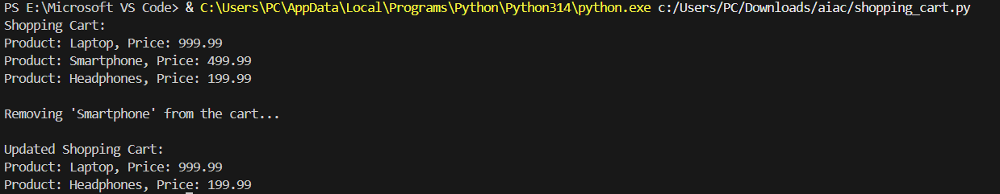 PS E:\Microsoft VS Code> & C:\Users\PC\AppData\Local\Programs\Python\Python314\python.exe c:/Users/PC/Downloads/aiac/shopping_cart.py
Shopping Cart:
Product: Laptop, Price: 999.99
Product: Smartphone, Price: 499.99
Product: Headphones, Price: 199.99

Removing 'Smartphone' from the cart...

Updated Shopping Cart:
Product: Laptop, Price: 999.99
Product: Headphones, Price: 199.99